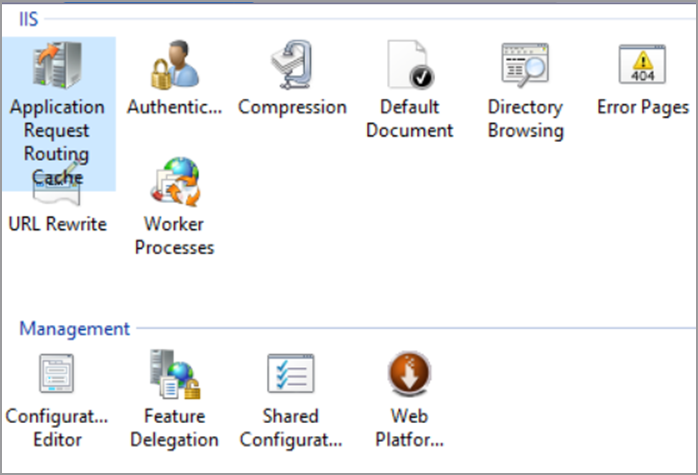 IIS
404
Application Request Routing Cache
Authentic...
Compression
Default Document
Directory Browsing
Error Pages
URL Rewrite
Worker Processes
Management
Configurat... Editor
Feature Delegation
Shared Configurat...
Web Platfor...